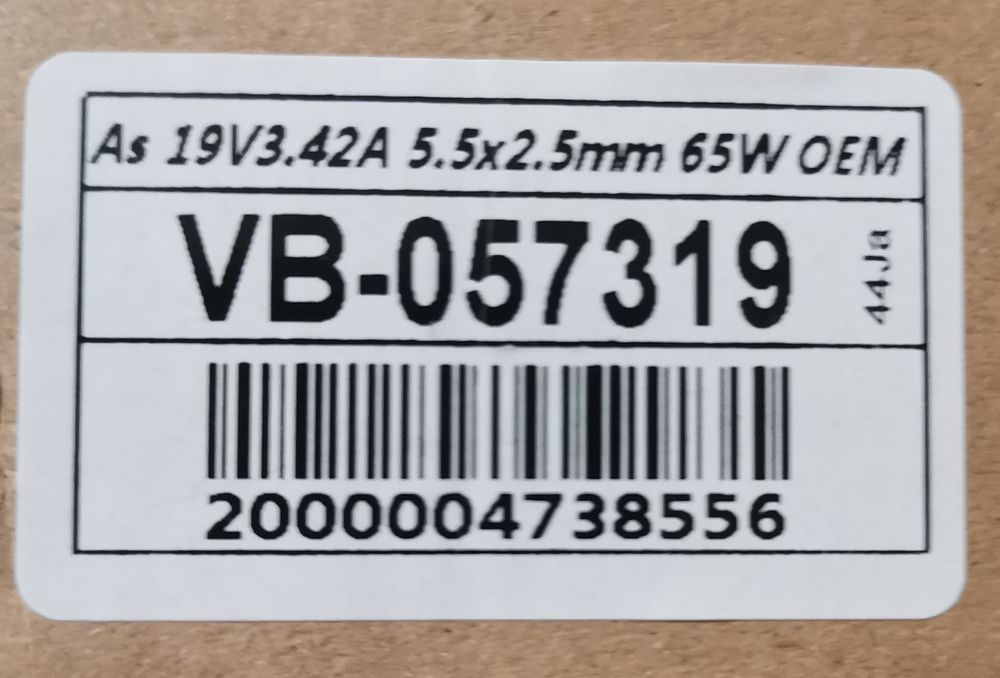 As 19V3.42A 5.5x2.5mm 65W OEM
VB-057319
44Ja
2000004738556